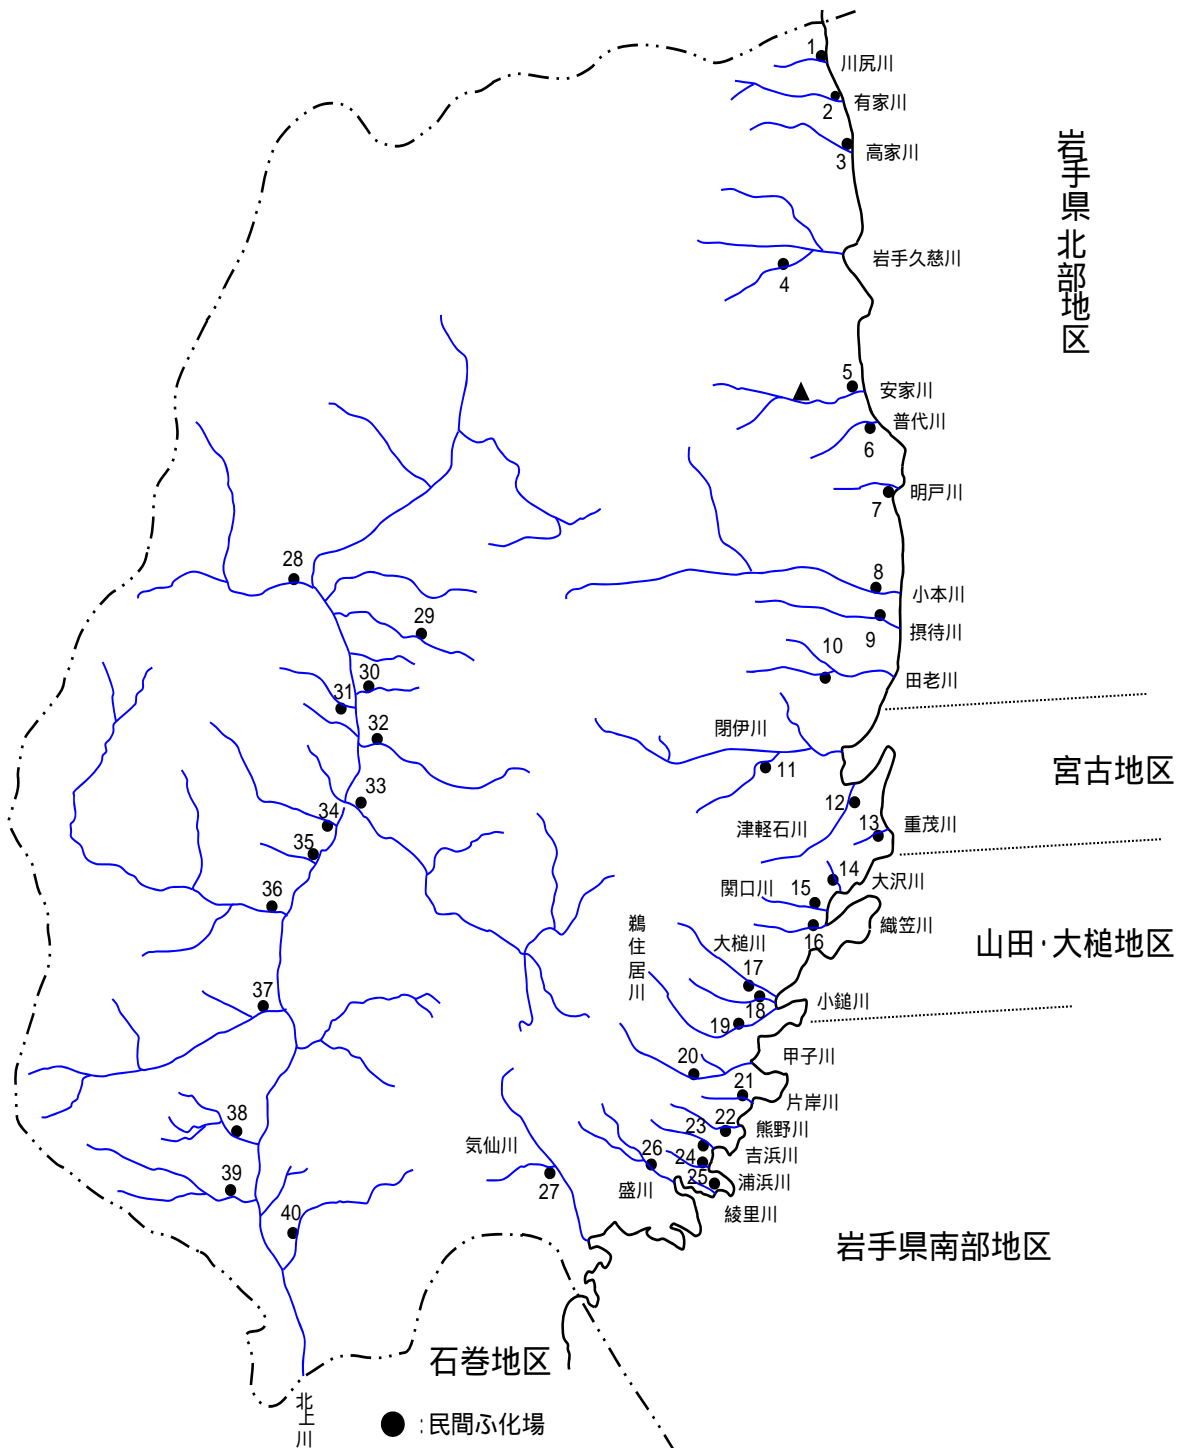 1
川尻川
2
有家川
3
高家川
岩手県北部地区
岩手久慈川
4
5
安家川
普代川
6
7
明戸川
8
小本川
28
29
9
摂待川
10
田老川
30
31
32
閉伊川
11
宮古地区
33
12
34
津軽石川
13
重茂川
35
36
関口川
15
14
大沢川
織笠川
16
鵜住居川
大槌川
山田・大槌地区
17
37
18
小鎚川
19
20
甲子川
21
片岸川
38
気仙川
22
熊野川
23
吉浜川
26
24
39
27
盛川
25
浦浜川
綾里川
40
岩手県南部地区
石巻地区
北上川
:民間ふ化場